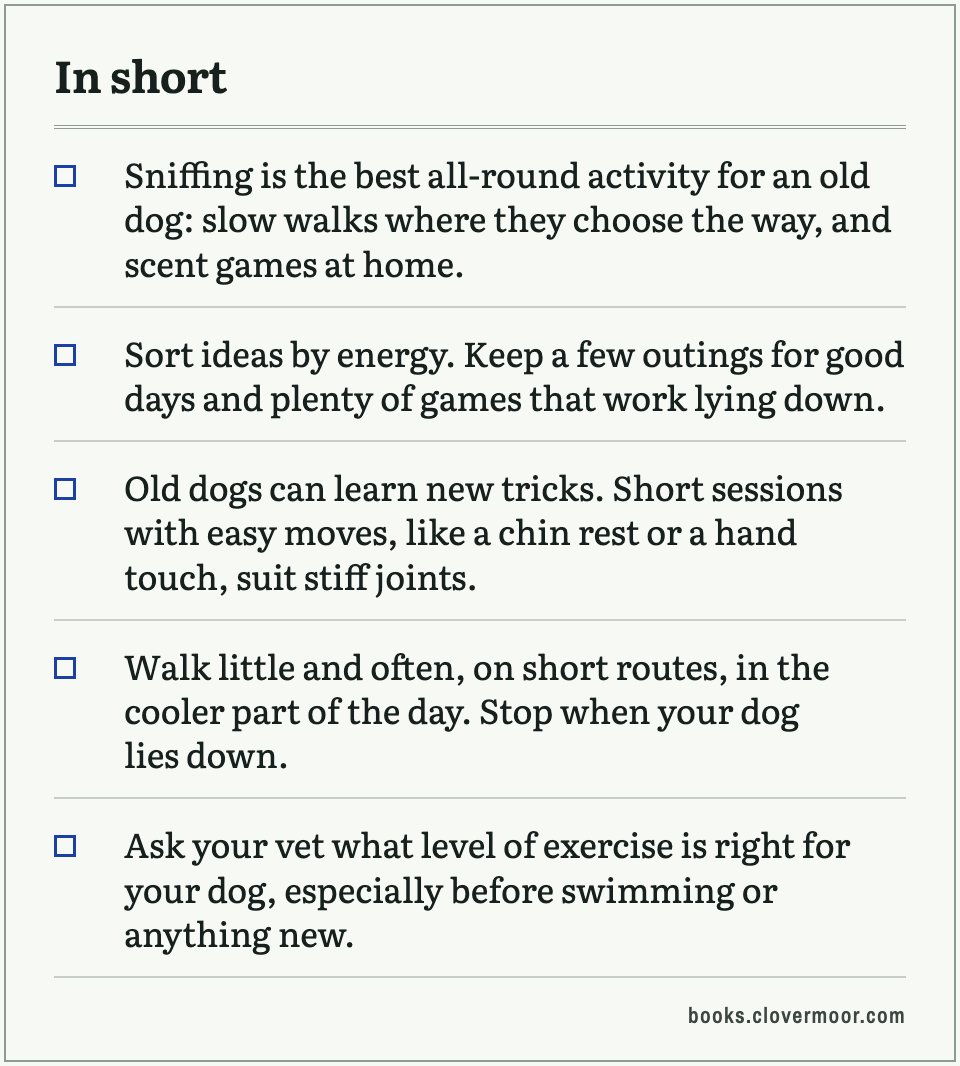 In short
Sniffing is the best all-round activity for an old
dog: slow walks where they choose the way, and
scent games at home.
Sort ideas by energy. Keep a few outings for good
days and plenty of games that work lying down.
Old dogs can learn new tricks. Short sessions
with easy moves, like a chin rest or a hand
touch, suit stiff joints.
Walk little and often, on short routes, in the
cooler part of the day. Stop when your dog
lies down.
Ask your vet what level of exercise is right for
your dog, especially before swimming or
anything new.
books.clovermoor.com